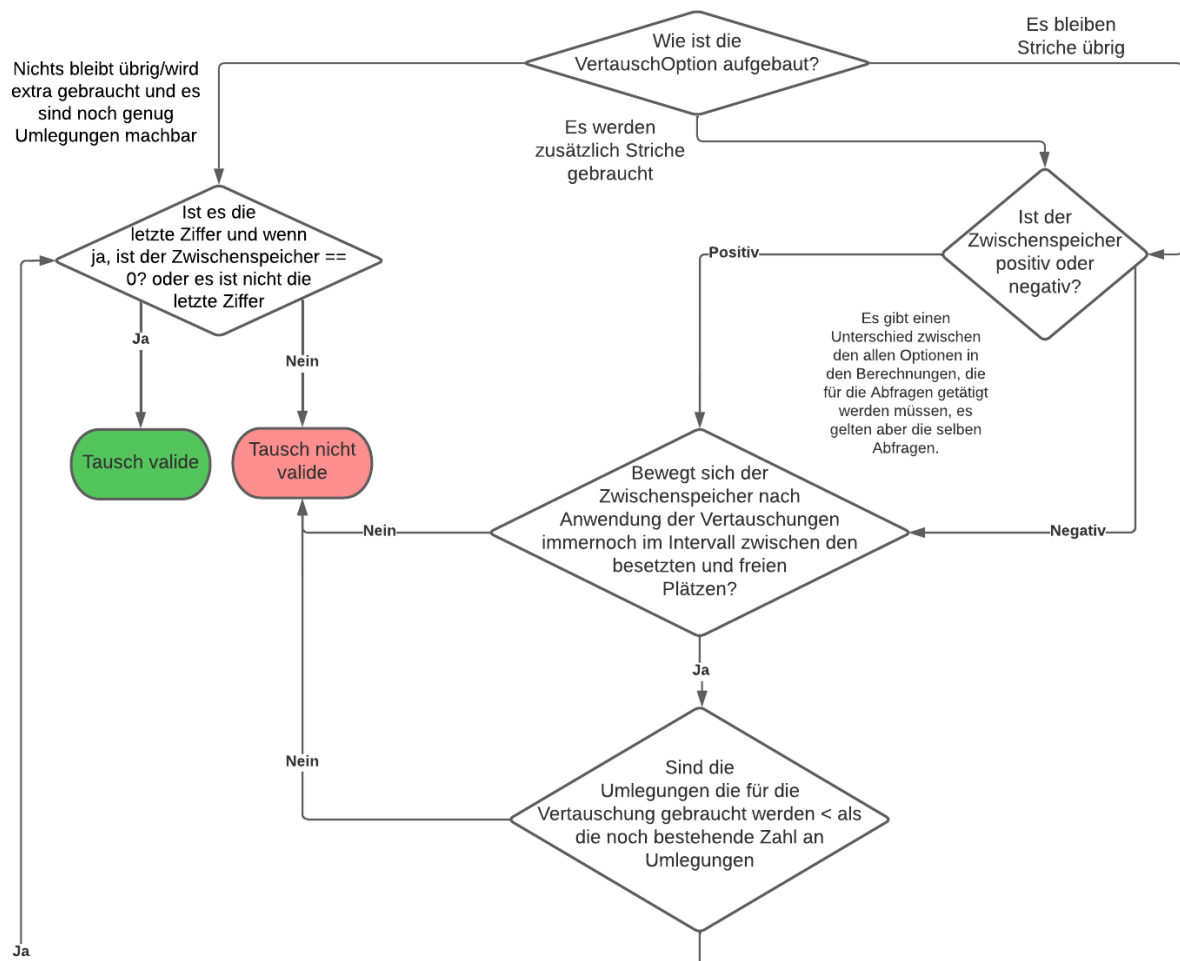 Wie ist die
VertauschOption aufgebaut?
Es bleiben
Striche übrig
Nichts bleibt übrig/wird
extra gebraucht und es
sind noch genug
Umlegungen machbar
Es werden
zusätzlich Striche
gebraucht
Ist es die
letzte Ziffer und wenn
ja, ist der Zwischenspeicher ==
0? oder es ist nicht die
letzte Ziffer
Ist der
Zwischenspeicher
positiv oder
negativ?
Positiv
Es gibt einen
Unterschied zwischen
den allen Optionen in
den Berechnungen, die
für die Abfragen getätigt
werden müssen, es
gelten aber die selben
Abfragen.
Ja
Nein
Tausch valide
Tausch nicht
valide
Bewegt sich der
Zwischenspeicher nach
Anwendung der Vertauschungen
immernoch im Intervall zwischen den
besetzten und freien
Plätzen?
Nein
Negativ
Ja
Nein
Sind die
Umlegungen die für die
Vertauschung gebraucht werden < als
die noch bestehende Zahl an
Umlegungen
Ja